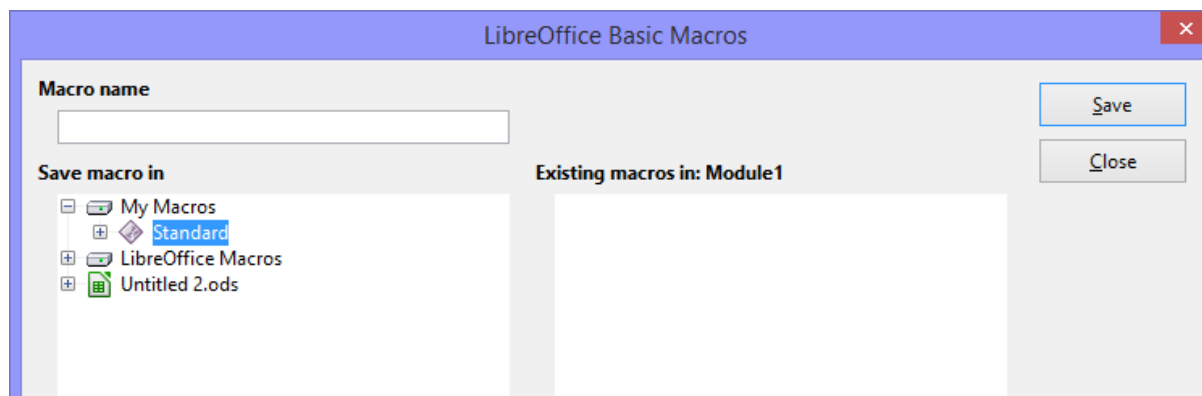 LibreOffice Basic Macros
Macro name
Save
Close
Save macro in
Existing macros in: Module1
My Macros
Standard
LibreOffice Macros
Untitled 2.ods